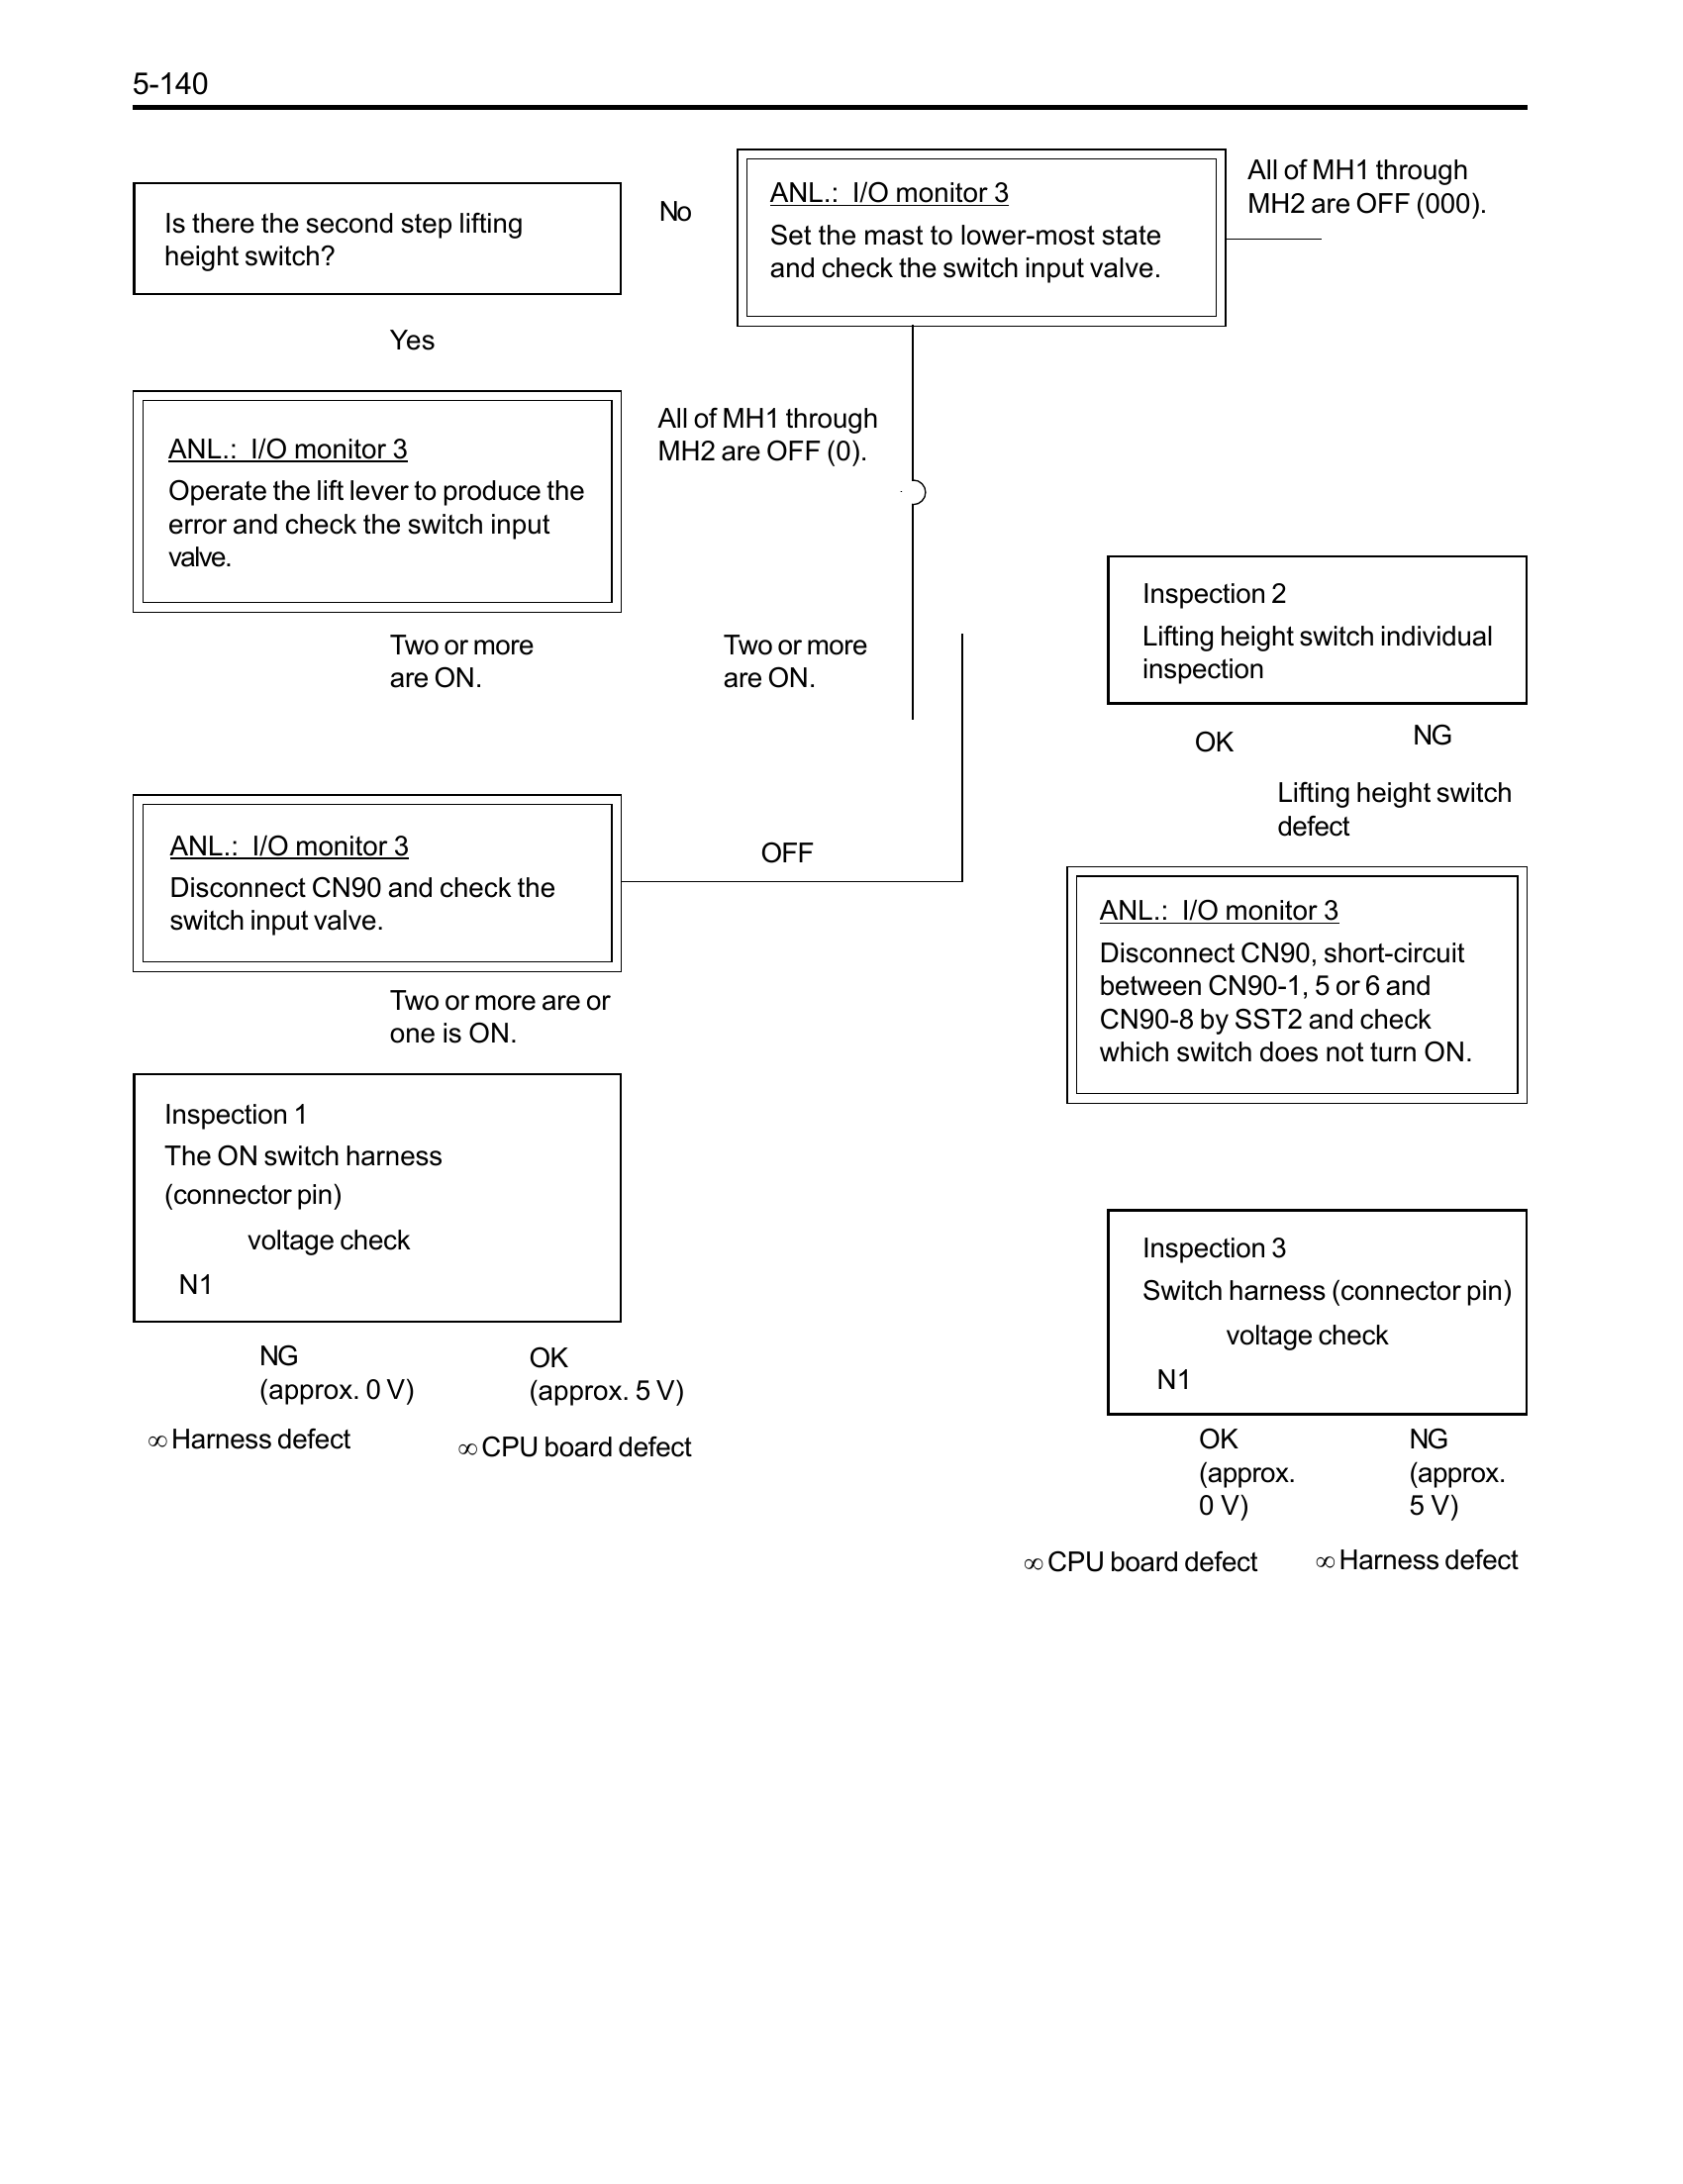 5-140
Is there the second step lifting
height switch?
No
ANL.: I/O monitor 3
Set the mast to lower-most state
and check the switch input valve.
All of MH1 through
MH2 are OFF (000).
Yes
ANL.: I/O monitor 3
Operate the lift lever to produce the
error and check the switch input
valve.
All of MH1 through
MH2 are OFF (0).
Two or more
are ON.
Two or more
are ON.
Inspection 2
Lifting height switch individual
inspection
OK
NG
Lifting height switch
defect
ANL.: I/O monitor 3
Disconnect CN90 and check the
switch input valve.
OFF
ANL.: I/O monitor 3
Disconnect CN90, short-circuit
between CN90-1, 5 or 6 and
CN90-8 by SST2 and check
which switch does not turn ON.
Two or more are or
one is ON.
Inspection 1
The ON switch harness
(connector pin)
voltage check
N1
NG
(approx. 0 V)
OK
(approx. 5 V)
∞ Harness defect
∞ CPU board defect
Inspection 3
Switch harness (connector pin)
voltage check
N1
OK
(approx.
0 V)
NG
(approx.
5 V)
∞ CPU board defect
∞ Harness defect